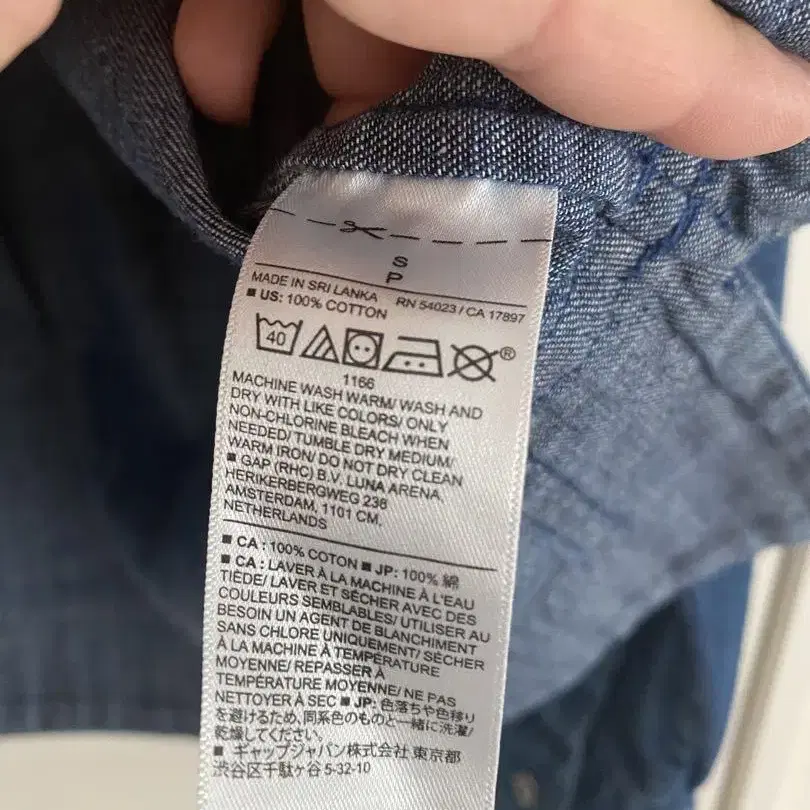 S
P
MADE IN SRI LANKA RN 54023 / CA 17897
■ US: 100% COTTON
40
®
1166
MACHINE WASH WARM/ WASH AND
DRY WITH LIKE COLORS/ ONLY
NON-CHLORINE BLEACH WHEN
NEEDED/ TUMBLE DRY MEDIUM/
WARM IRON/ DO NOT DRY CLEAN
■ GAP (RHC) B.V. LUNA ARENA,
HERIKERBERGWEG 238
AMSTERDAM, 1101 CM,
NETHERLANDS
■ CA : 100% COTON ■ JP: 100% 綿
■ CA : LAVER À LA MACHINE À L'EAU
TIÈDE/ LAVER ET SÉCHER AVEC DES
COULEURS SEMBLABLES/ UTILISER AU
BESOIN UN AGENT DE BLANCHIMENT
SANS CHLORE UNIQUEMENT/ SÉCHER
À LA MACHINE À TEMPÉRATURE
MOYENNE/ REPASSER À
TEMPÉRATURE MOYENNE/ NE PAS
NETTOYER À SEC ■ JP: 色落ちや色移り
を避けるため、同系色のものと一緒に洗濯/
乾燥してください。
■ ギャップジャパン株式会社 東京都
渋谷区千駄ヶ谷 5-32-10